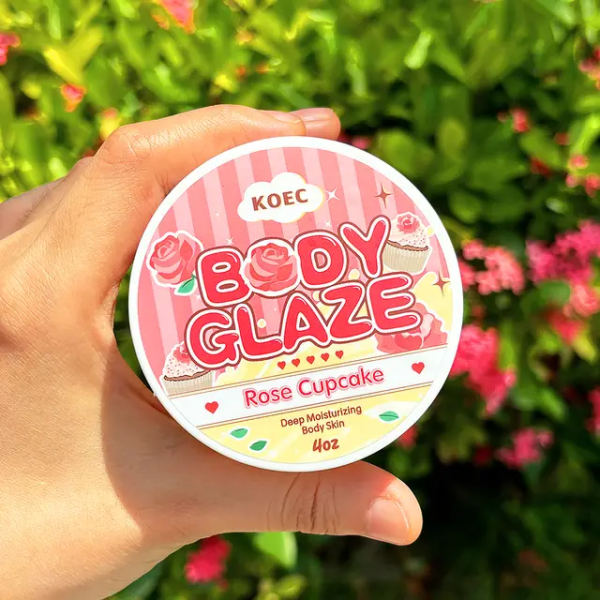 KOEC
BODY
GLAZE
Rose Cupcake
Deep Moisturizing
Body Skin
4oz